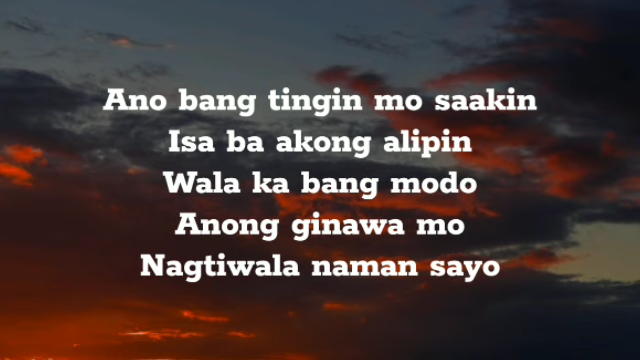 Ano bang tingin mo saakin
Isa ba akong alipin
Wala ka bang modo
Anong ginawa mo
Nagtiwala naman sayo